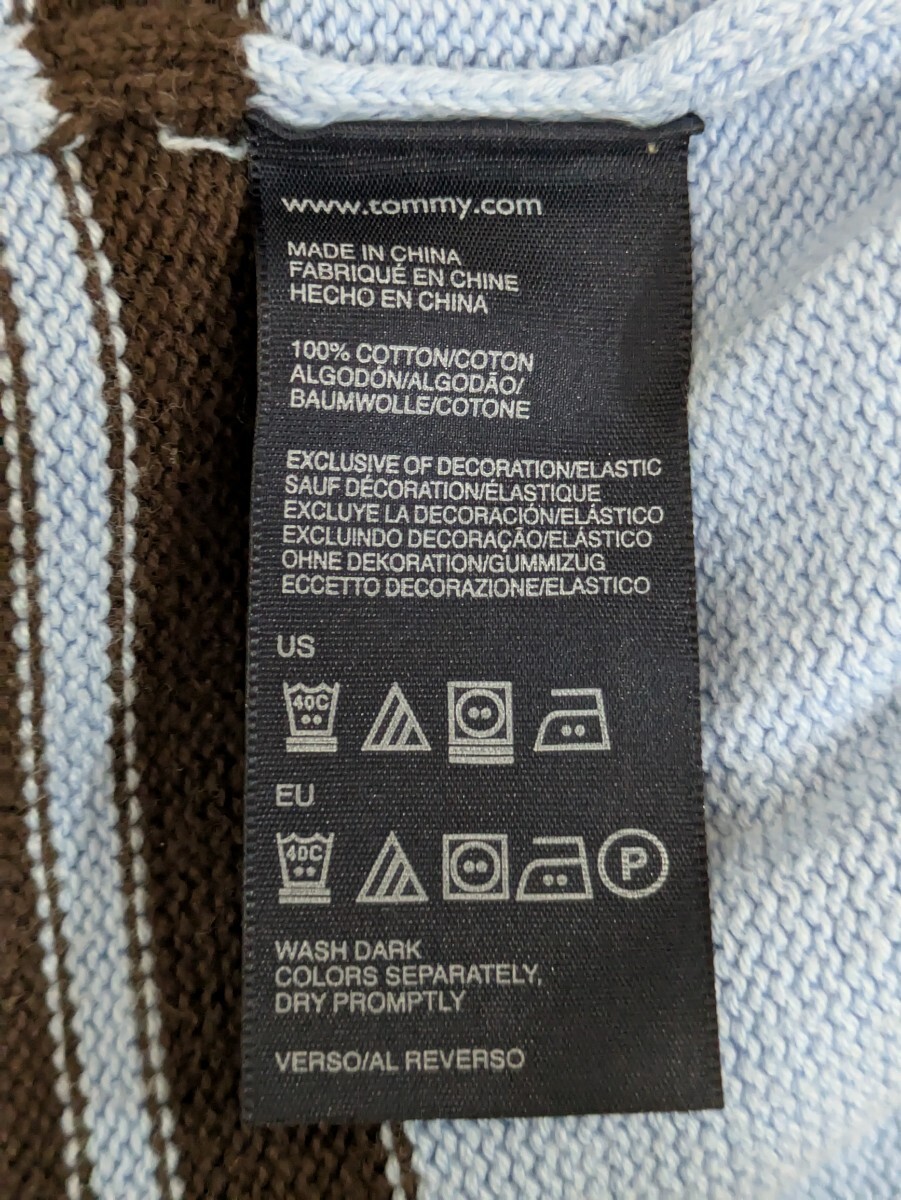 www.tommy.com
MADE IN CHINA
FABRIQUÉ EN CHINE
HECHO EN CHINA
100% COTTON/COTON
ALGODÓN/ALGODÃO/
BAUMWOLLE/COTONE
EXCLUSIVE OF DECORATION/ELASTIC
SAUF DÉCORATION/ÉLASTIQUE
EXCLUYE LA DECORACIÓN/ELÁSTICO
EXCLUINDO DECORAÇÃO/ELÁSTICO
OHNE DEKORATION/GUMMIZUG
ECCETTO DECORAZIONE/ELASTICO
US
40C
EU
40C P
WASH DARK
COLORS SEPARATELY,
DRY PROMPTLY
VERSO/AL REVERSO